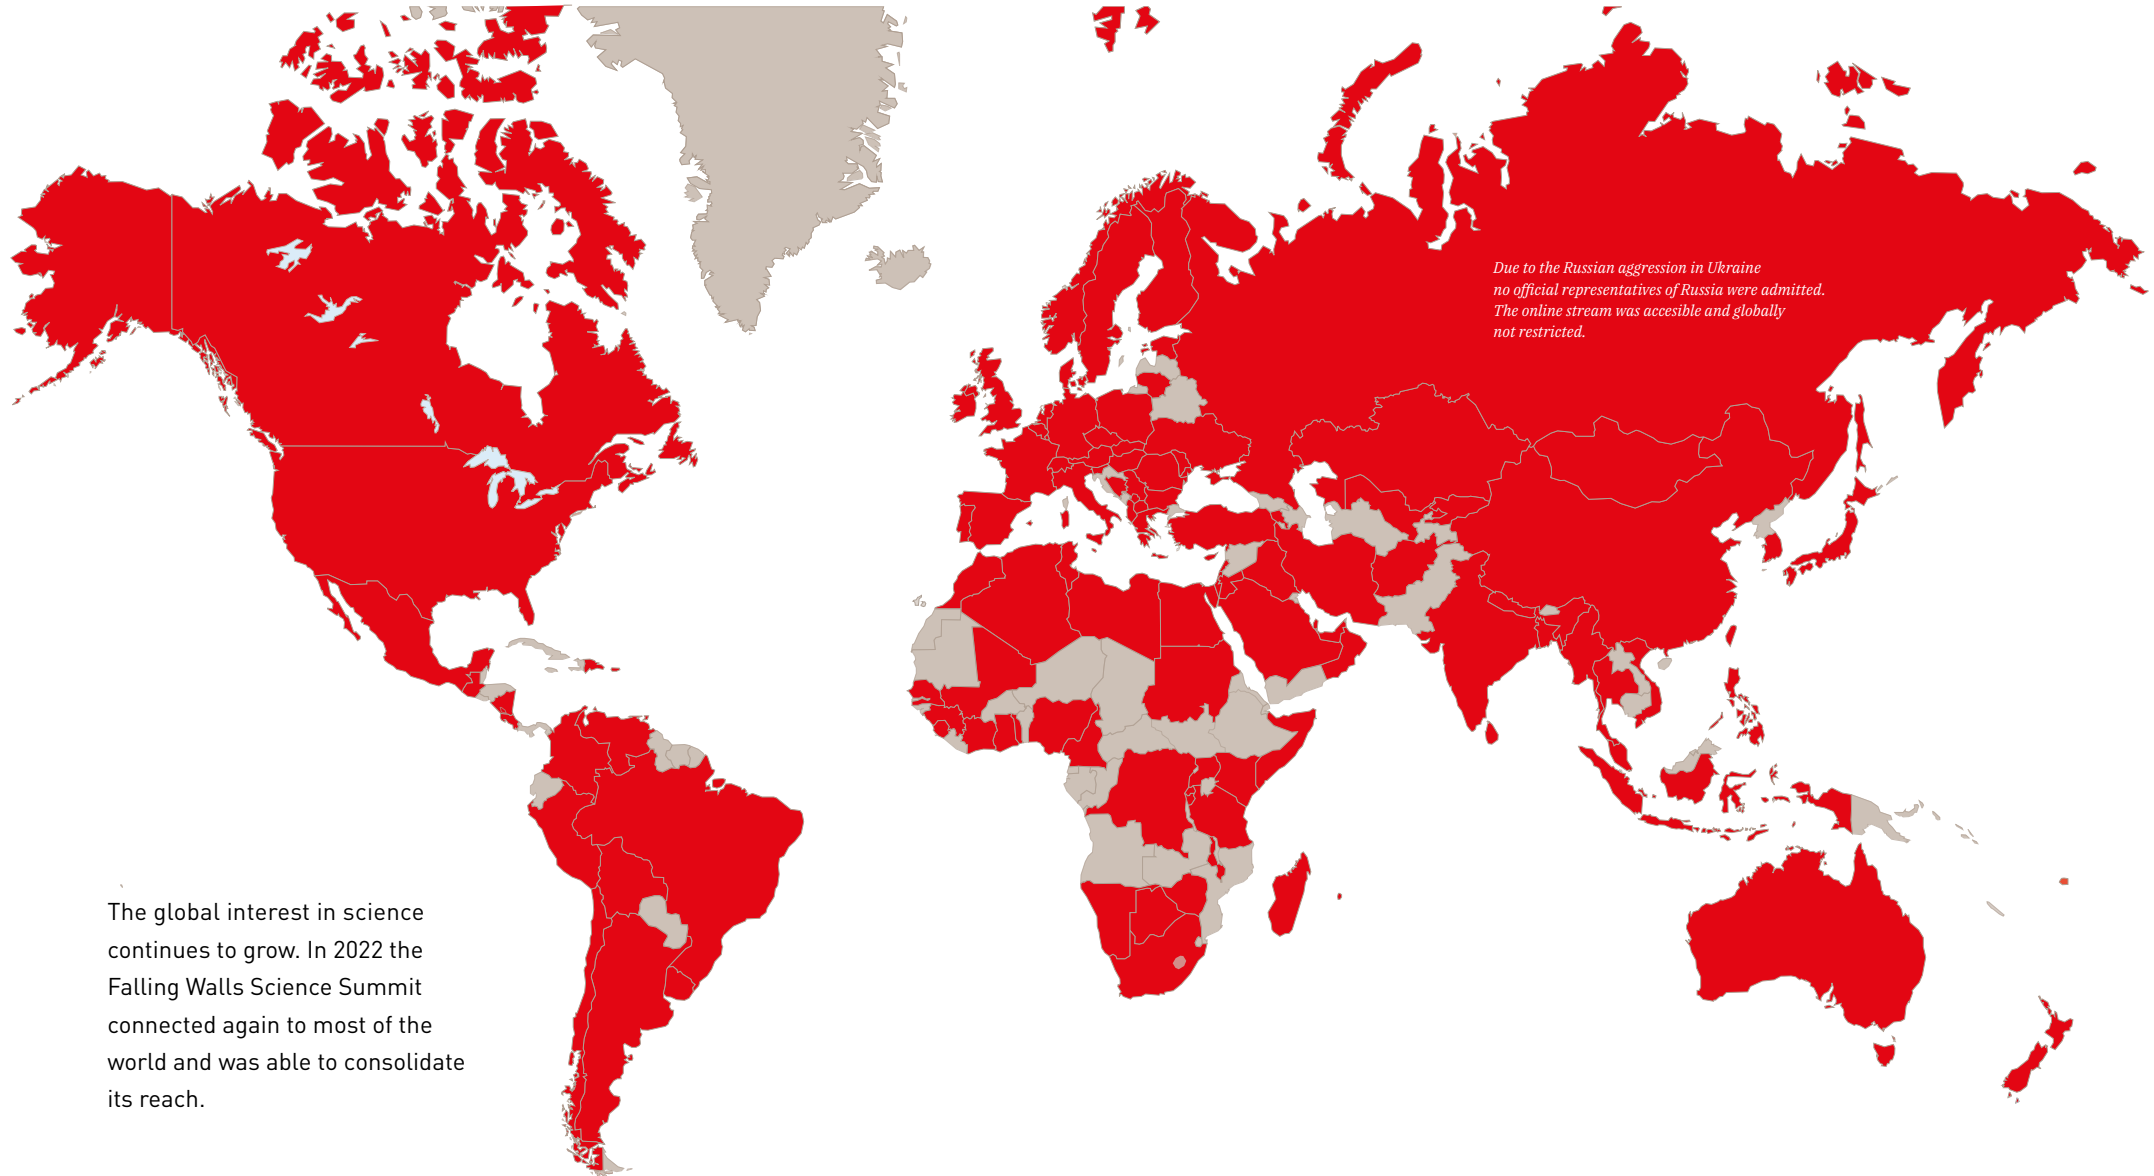 Due to the Russian aggression in Ukraine
no official representatives of Russia were admitted.
The online stream was accesible and globally
not restricted.
The global interest in science
continues to grow. In 2022 the
Falling Walls Science Summit
connected again to most of the
world and was able to consolidate
its reach.